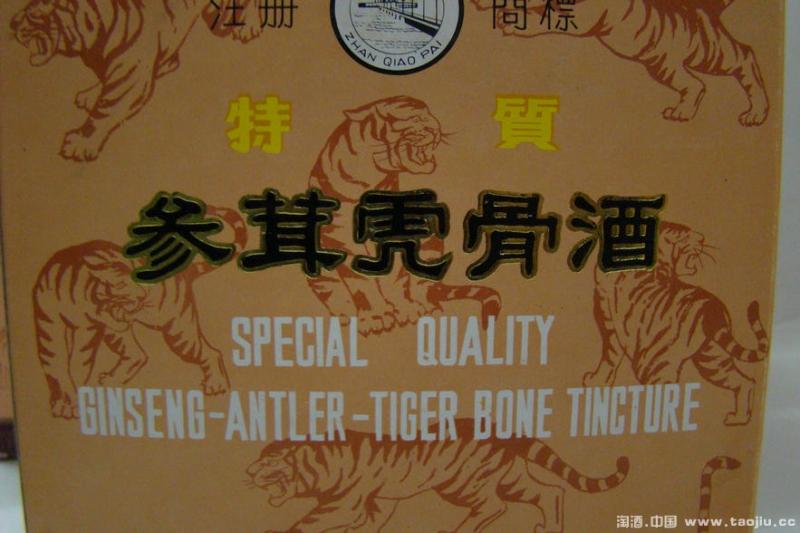 注册 商標
ZHAN QIAO PAI
特 質
参茸虎骨酒
SPECIAL QUALITY
GINSENG-ANTLER-TIGER BONE TINCTURE
淘酒.中国 www.taojiu.cc